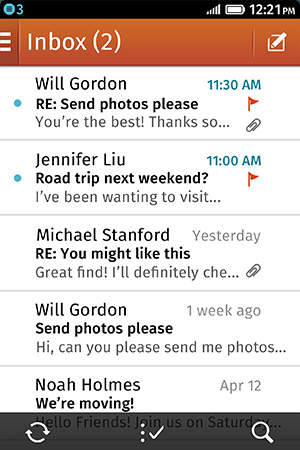 3
12:21PM
Inbox (2)
Will Gordon 11:30 AM
RE: Send photos please
You're the best! Thanks so...
Jennifer Liu 11:00 AM
Road trip next weekend?
I've been wanting to visit...
Michael Stanford Yesterday
RE: You might like this
Great find! I'll definitely che...
Will Gordon 1 week ago
Send photos please
Hi, can you please send me photos...
Noah Holmes Apr 12
We're moving!
Hello Friends! Join us on Saturday...